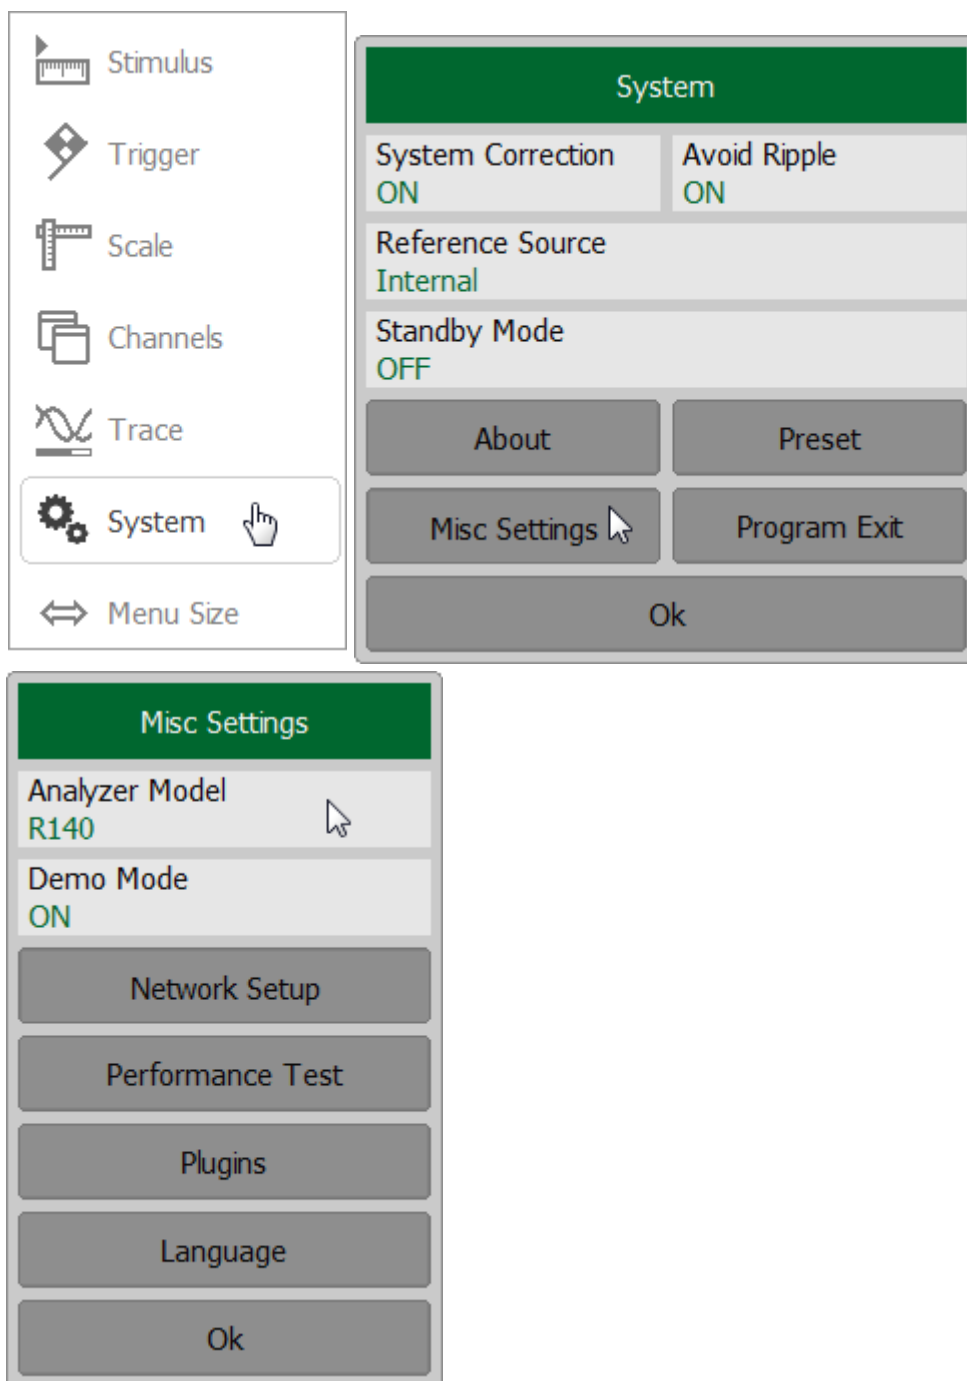 Stimulus
Trigger
Scale
Channels
Trace
System
Menu Size
System
System Correction
ON
Avoid Ripple
ON
Reference Source
Internal
Standby Mode
OFF
About
Preset
Misc Settings
Program Exit
Ok
Misc Settings
Analyzer Model
R140
Demo Mode
ON
Network Setup
Performance Test
Plugins
Language
Ok